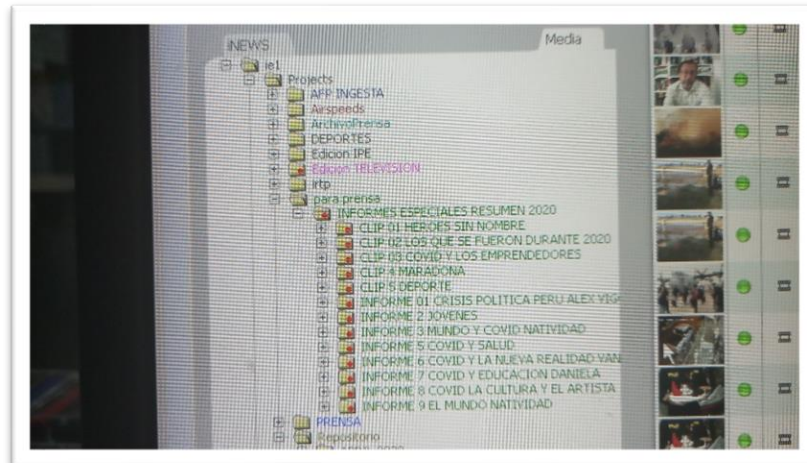 iNEWS
Media
ie1
Projects
AFP INGESTA
Airspeeds
ArchivoPrensa
DEPORTES
Edicion IPE
Edicion TELEVISION
irtp
para prensa
INFORMES ESPECIALES RESUMEN 2020
CLIP 01 HEROES SIN NOMBRE
CLIP 02 LOS QUE SE FUERON DURANTE 2020
CLIP 03 COVID Y LOS EMPRENDEDORES
CLIP 4 MARADONA
CLIP 5 DEPORTE
INFORME 01 CRISIS POLITICA PERU ALEX
INFORME 2 JOVENES
INFORME 3 MUNDO Y COVID NATIVIDAD
INFORME 5 COVID Y SALUD
INFORME 6 COVID Y LA NUEVA REALIDAD VAN
INFORME 7 COVID Y EDUCACION DANIELA
INFORME 8 COVID LA CULTURA Y EL ARTISTA
INFORME 9 EL MUNDO NATIVIDAD
PRENSA
Repositorio